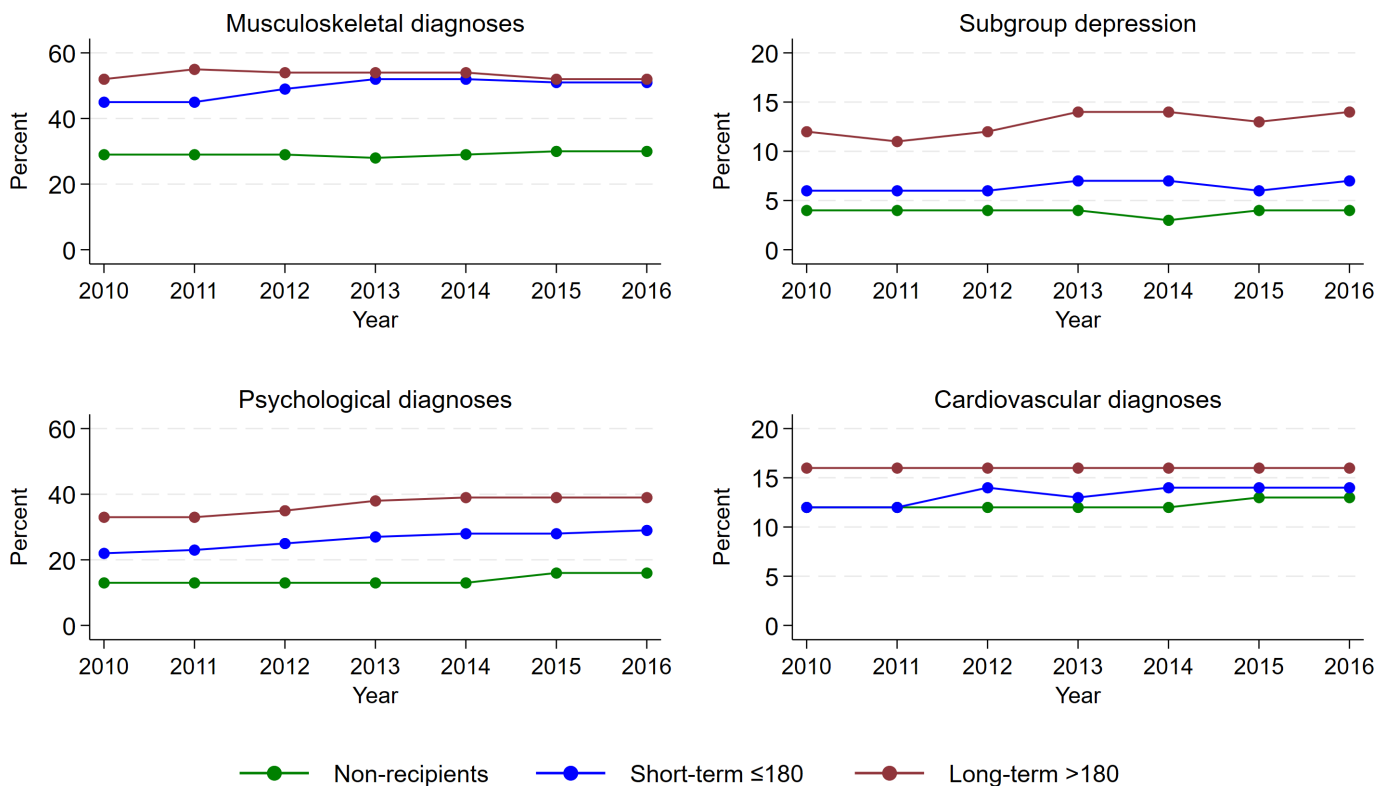 Musculoskeletal diagnoses
Percent
60
40
20
0
2010 2011 2012 2013 2014 2015 2016
Year
Subgroup depression
Percent
20
15
10
5
0
2010 2011 2012 2013 2014 2015 2016
Year
Psychological diagnoses
Percent
60
40
20
0
2010 2011 2012 2013 2014 2015 2016
Year
Cardiovascular diagnoses
Percent
20
15
10
5
0
2010 2011 2012 2013 2014 2015 2016
Year
Non-recipients Short-term ≤180 Long-term >180